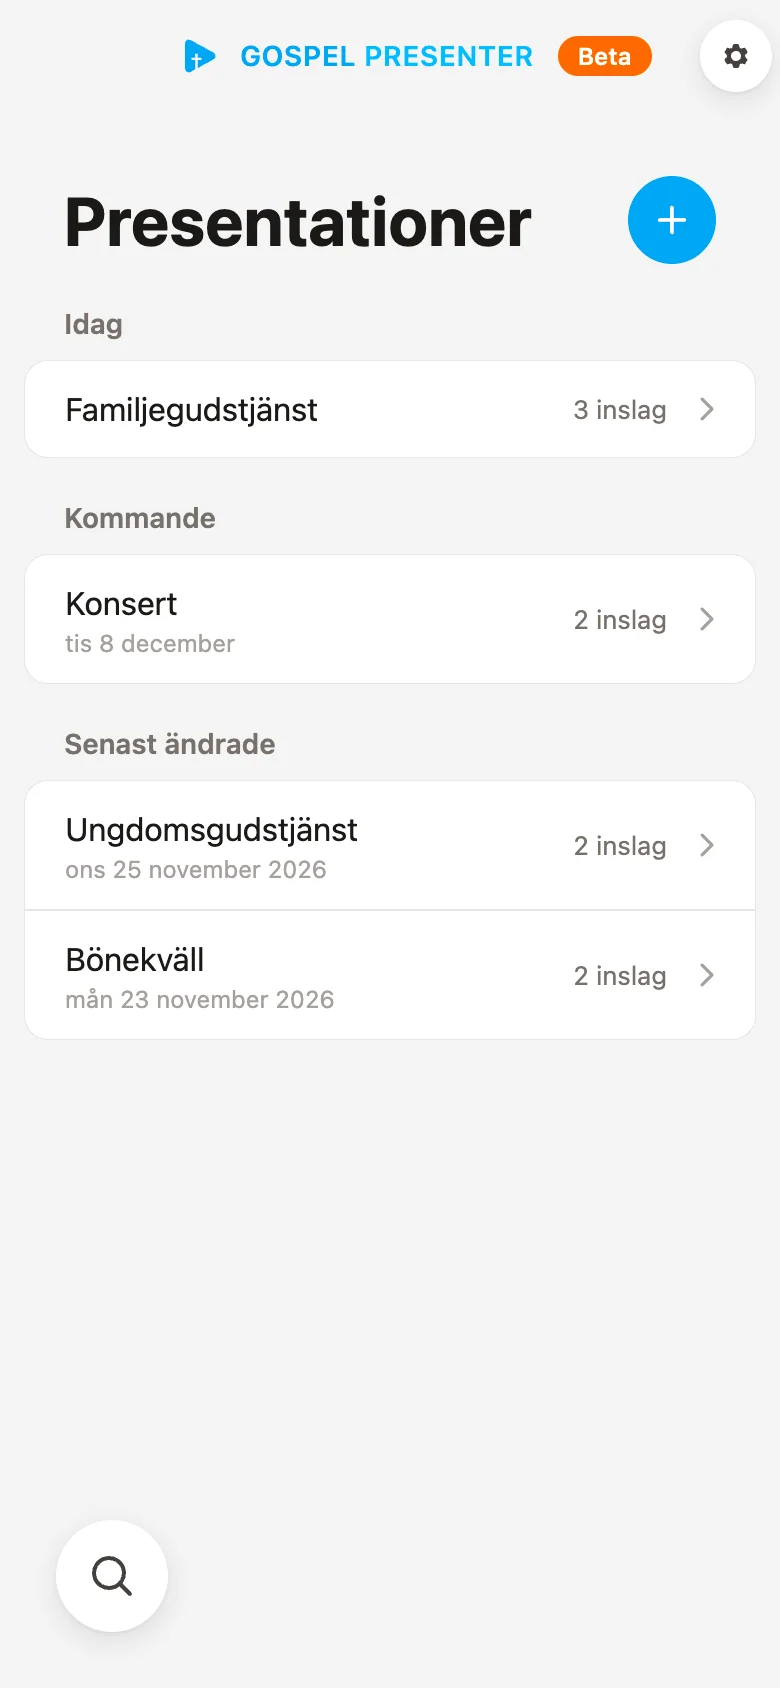 GOSPEL PRESENTER Beta
Presentationer
Idag
Familjegudstjänst 3 inslag
Kommande
Konsert
tis 8 december
2 inslag
Senast ändrade
Ungdomsgudstjänst
ons 25 november 2026
2 inslag
Bönekväll
mån 23 november 2026
2 inslag